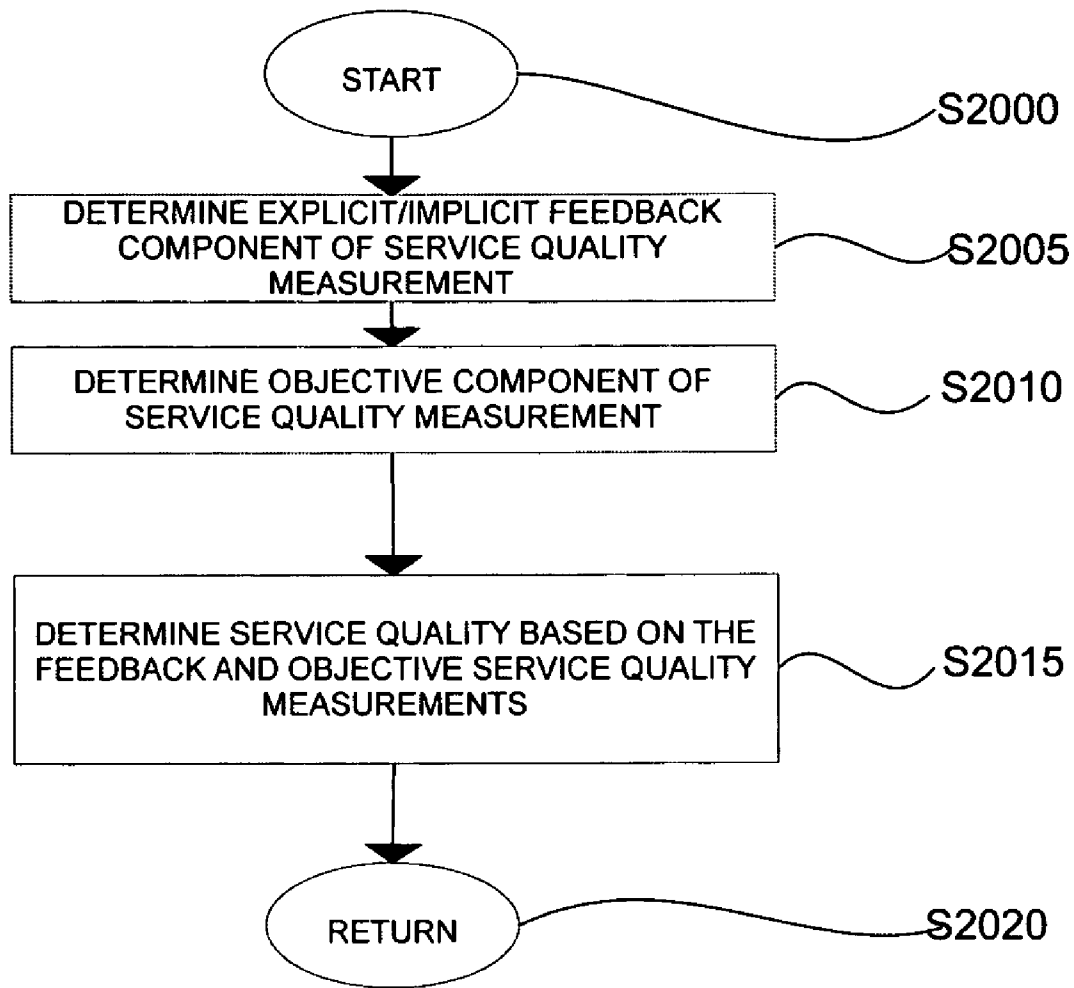 START
S2000
DETERMINE EXPLICIT/IMPLICIT FEEDBACK
COMPONENT OF SERVICE QUALITY
MEASUREMENT
S2005
DETERMINE OBJECTIVE COMPONENT OF
SERVICE QUALITY MEASUREMENT
S2010
DETERMINE SERVICE QUALITY BASED ON THE
FEEDBACK AND OBJECTIVE SERVICE QUALITY
MEASUREMENTS
S2015
RETURN
S2020